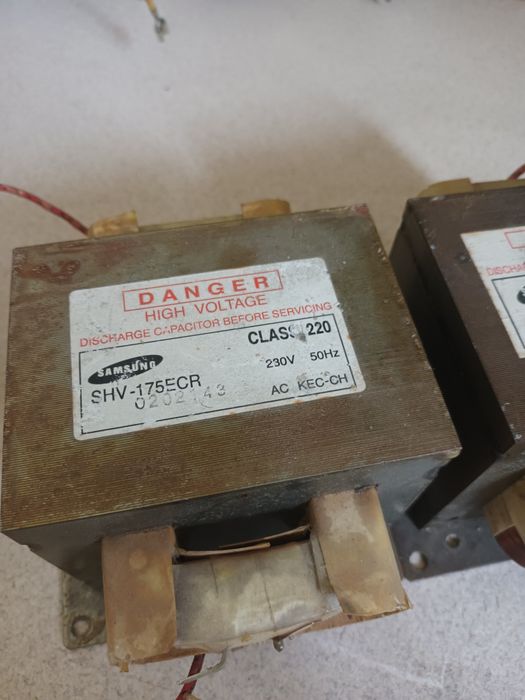 DANGER
HIGH VOLTAGE
DISCHARGE CAPACITOR BEFORE SERVICING
CLASS 220
SAMSUNG
230V 50Hz
SHV-175ECR
AC KEC-CH